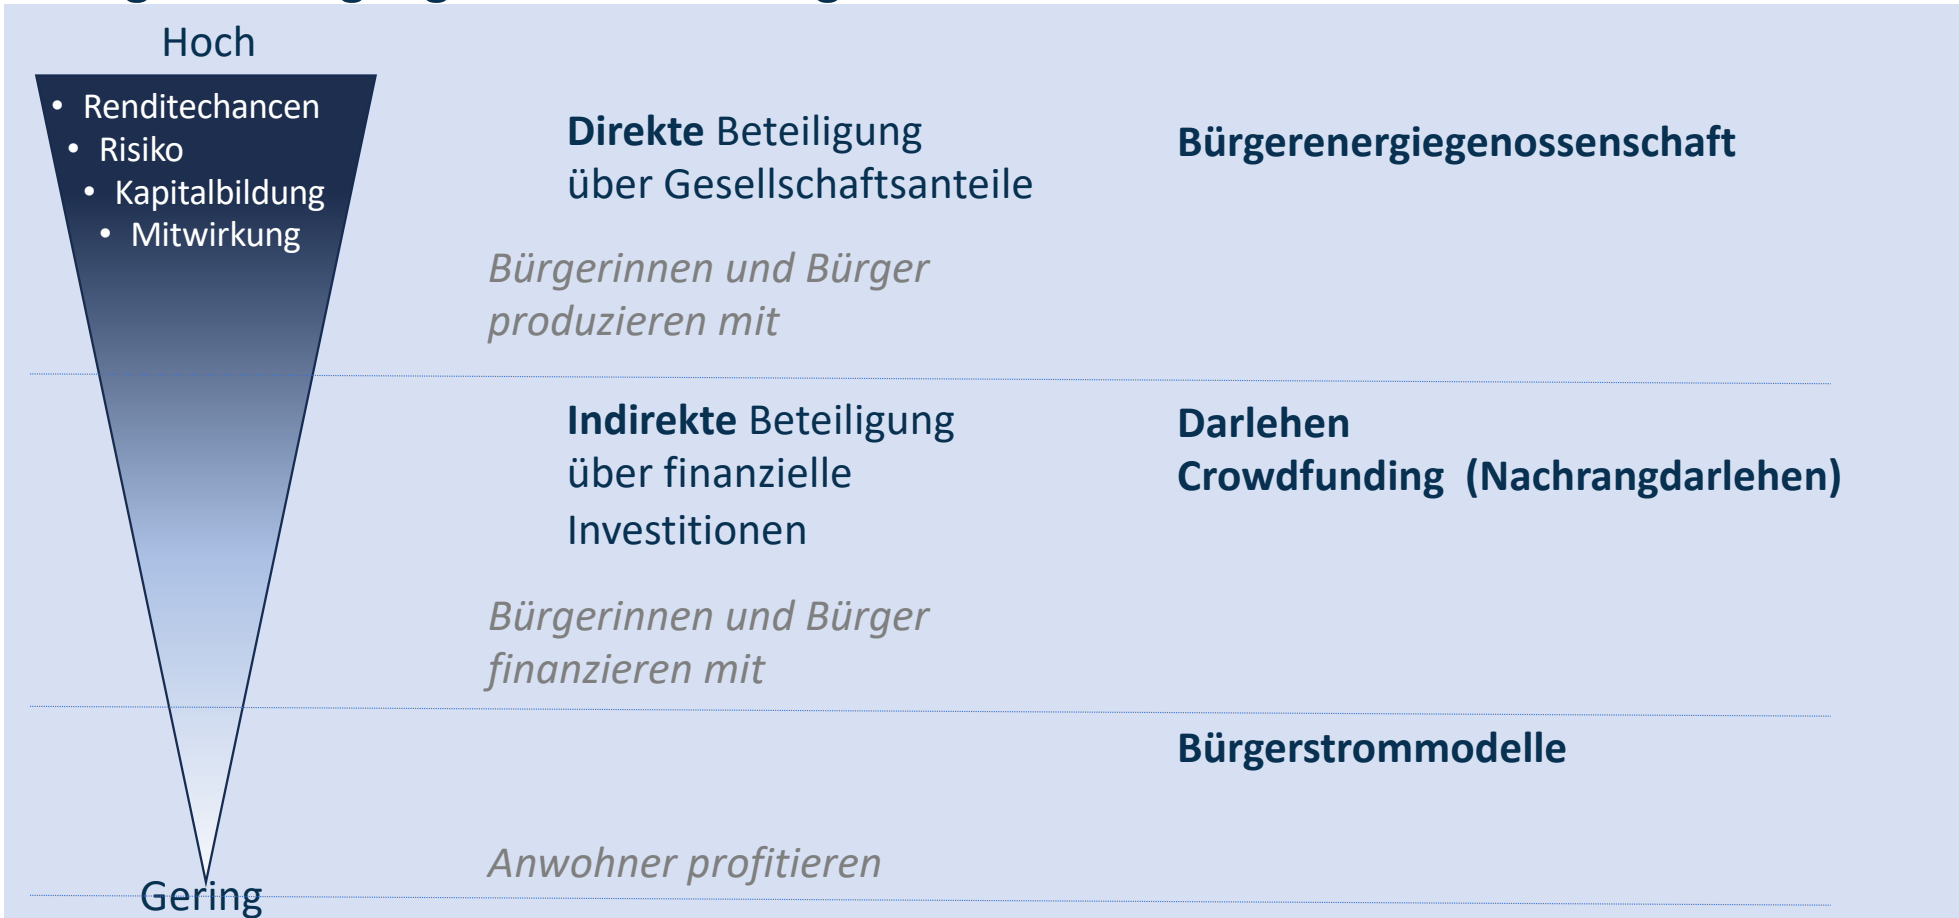 Hoch
• Renditechancen
• Risiko
• Kapitalbildung
• Mitwirkung
Direkte Beteiligung
über Gesellschaftsanteile
Bürgerenergiegenossenschaft
Bürgerinnen und Bürger
produzieren mit
Indirekte Beteiligung
über finanzielle
Investitionen
Darlehen
Crowdfunding (Nachrangdarlehen)
Bürgerinnen und Bürger
finanzieren mit
Bürgerstrommodelle
Anwohner profitieren
Gering